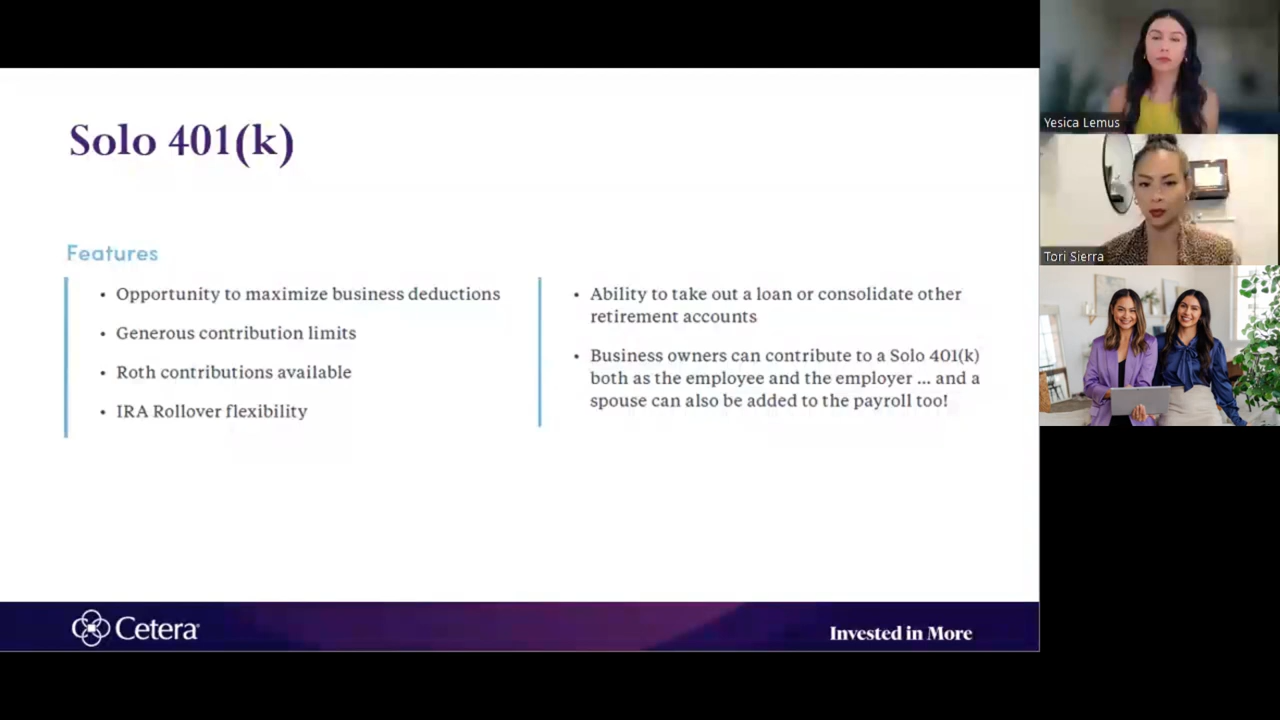 Solo 401(k)
Features
• Opportunity to maximize business deductions
• Generous contribution limits
• Roth contributions available
• IRA Rollover flexibility
• Ability to take out a loan or consolidate other
retirement accounts
• Business owners can contribute to a Solo 401(k)
both as the employee and the employer ... and a
spouse can also be added to the payroll too!
Cetera®
Invested in More
Yesica Lemus
Tori Sierra